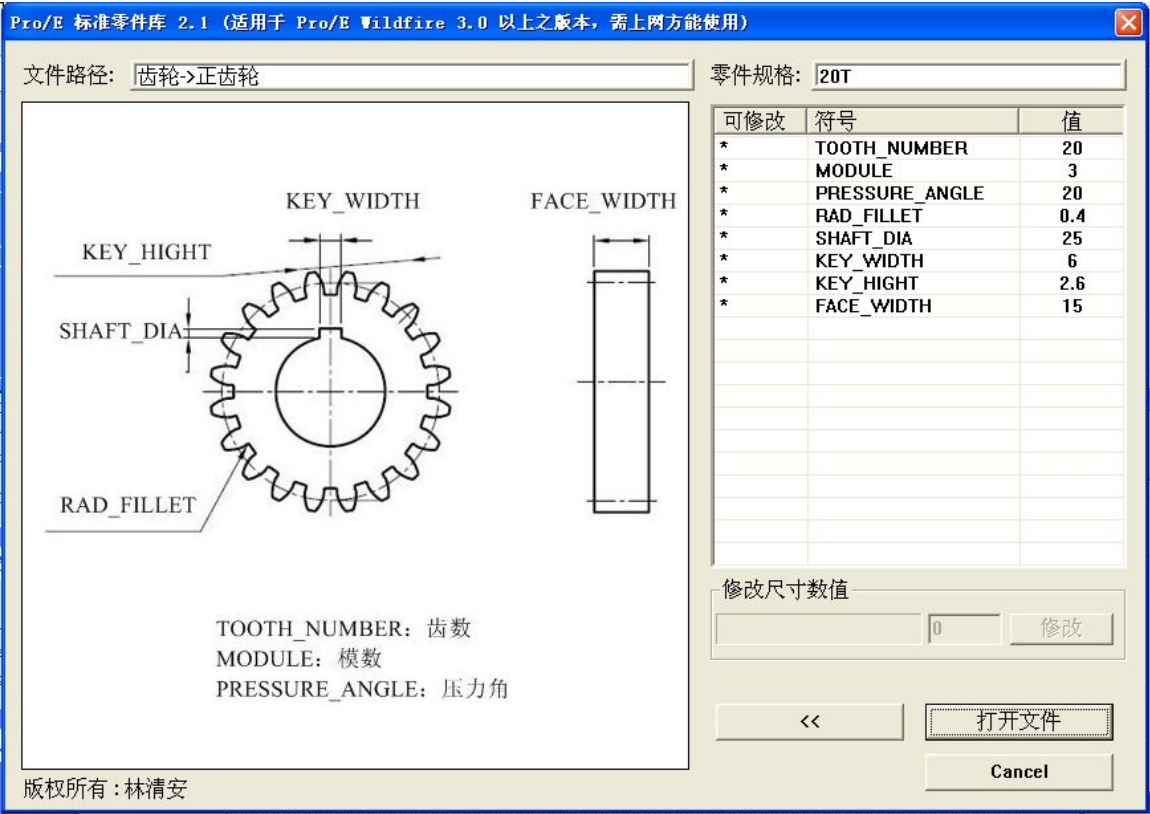 Pro/E 标准零件库 2.1 (适用于 Pro/E Wildfire 3.0 以上之版本，需上网方能使用)
文件路径: 齿轮->正齿轮
零件规格: 20T
KEY_WIDTH
FACE_WIDTH
KEY_HIGHT
SHAFT_DIA
RAD_FILLET
TOOTH_NUMBER：齿数
MODULE：模数
PRESSURE_ANGLE：压力角
可修改 符号 值
* TOOTH_NUMBER 20
* MODULE 3
* PRESSURE_ANGLE 20
* RAD_FILLET 0.4
* SHAFT_DIA 25
* KEY_WIDTH 6
* KEY_HIGHT 2.6
* FACE_WIDTH 15
修改尺寸数值
0 修改
<< 打开文件
Cancel
版权所有:林清安